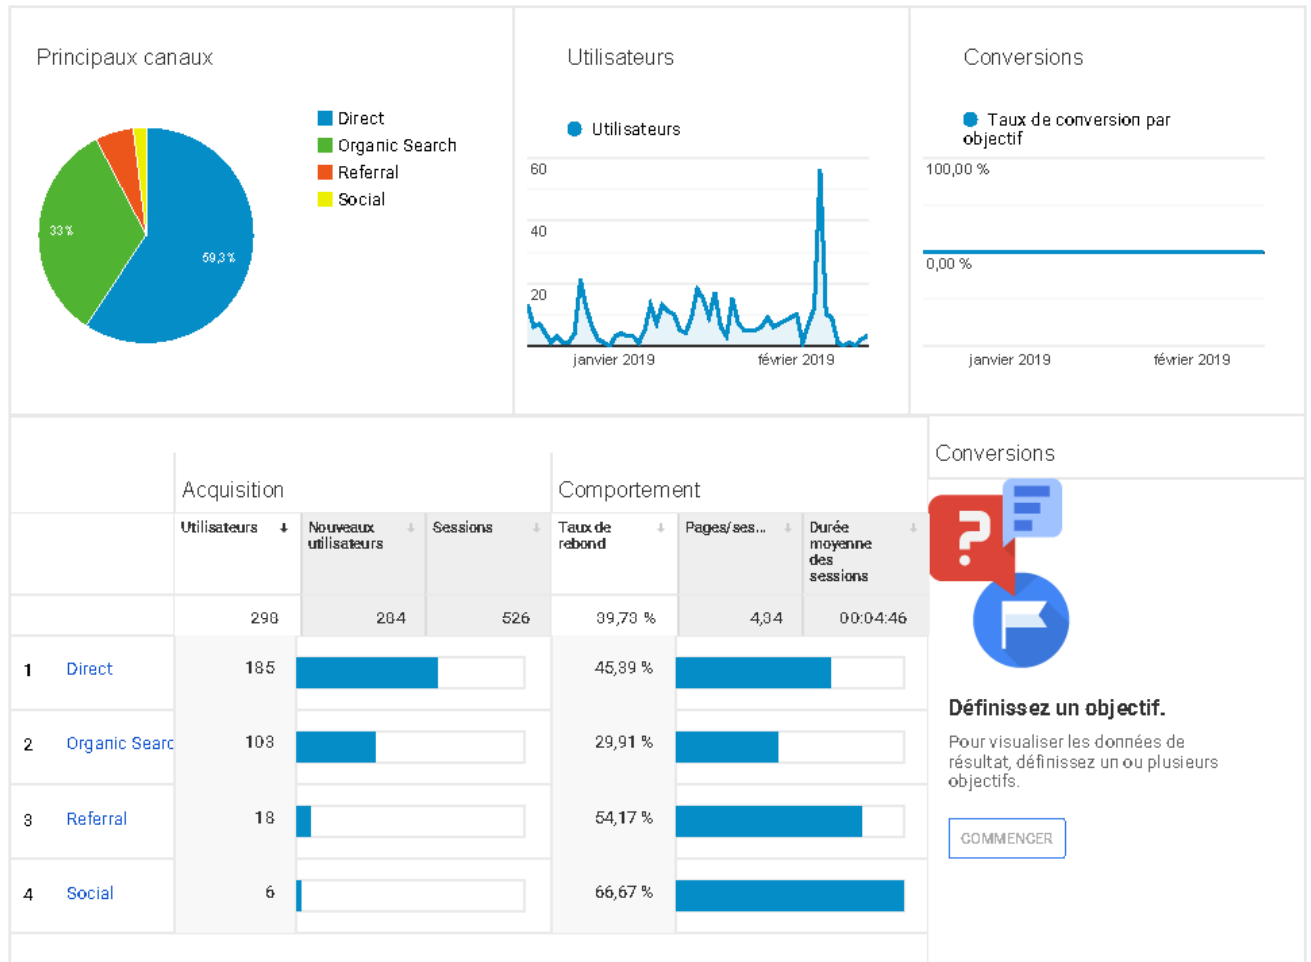 Principaux canaux
Direct
Organic Search
Referral
Social
33 %
59,3 %
Utilisateurs
Utilisateurs
60
40
20
janvier 2019
février 2019
Conversions
Taux de conversion par
objectif
100,00 %
0,00 %
janvier 2019
février 2019
Acquisition
Comportement
Utilisateurs
Nouveaux
utilisateurs
Sessions
Taux de
rebond
Pages/ses...
Durée
moyenne
des
sessions
298
284
526
39,73 %
4,34
00:04:46
1 Direct 185 45,39 %
2 Organic Searc 103 29,91 %
3 Referral 18 54,17 %
4 Social 6 66,67 %
Conversions
?
Définissez un objectif.
Pour visualiser les données de
résultat, définissez un ou plusieurs
objectifs.
COMMENCER